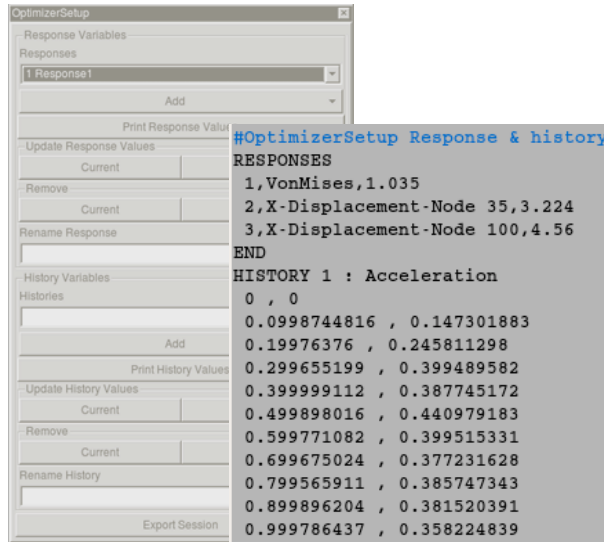 OptimizerSetup
Response Variables
Responses
1 Response1
Add
Print Response Value
Update Response Values
Current
Remove
Current
Rename Response
History Variables
Histories
Add
Print History Values
Update History Values
Current
Remove
Current
Rename History
Export Session
#OptimizerSetup Response & history
RESPONSES
1,VonMises,1.035
2,X-Displacement-Node 35,3.224
3,X-Displacement-Node 100,4.56
END
HISTORY 1 : Acceleration
0 , 0
0.0998744816 , 0.147301883
0.19976376 , 0.245811298
0.299655199 , 0.399489582
0.399999112 , 0.387745172
0.499898016 , 0.440979183
0.599771082 , 0.399515331
0.699675024 , 0.377231628
0.799565911 , 0.385747343
0.899896204 , 0.381520391
0.999786437 , 0.358224839